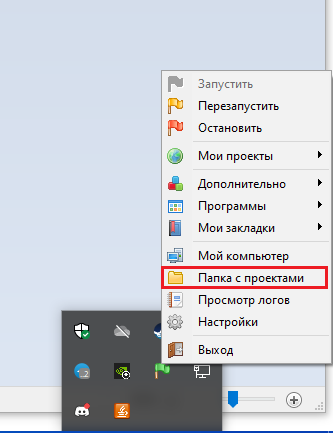 Запустить
Перезапустить
Остановить
Мои проекты
Дополнительно
Программы
Мои закладки
Мой компьютер
Папка с проектами
Просмотр логов
Настройки
Выход